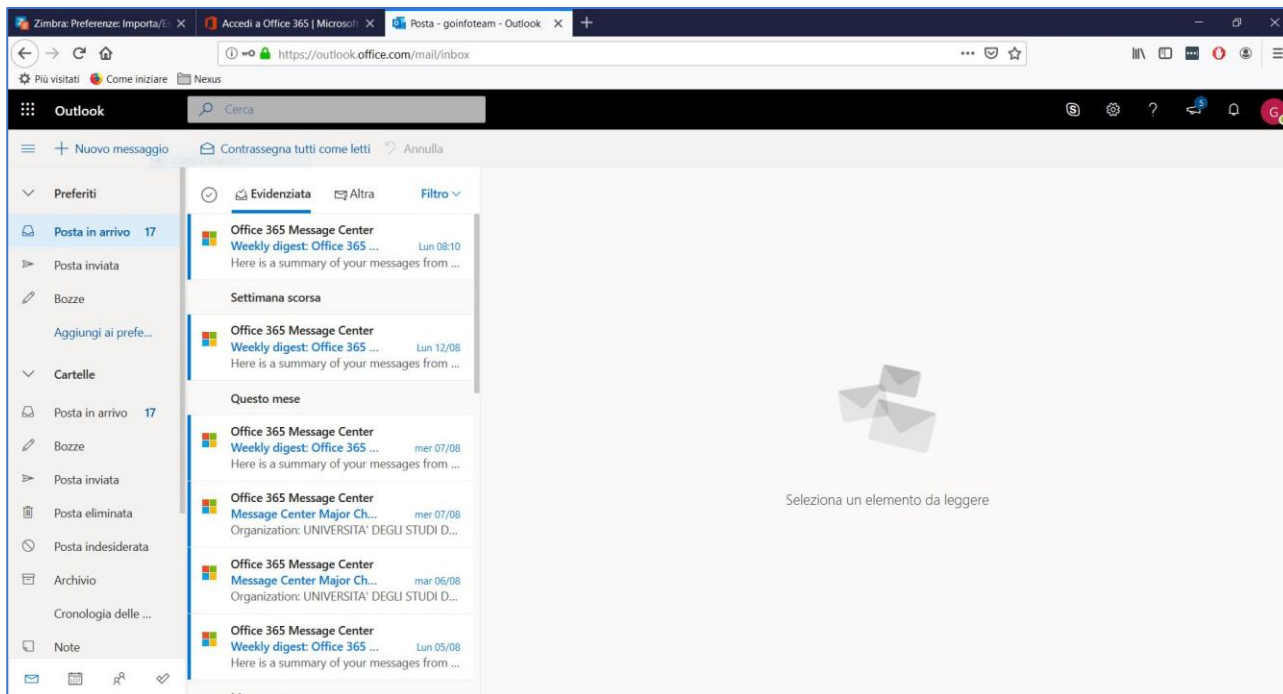 Zimbra: Preferenze: Importa/E
Accedi a Office 365 | Microsoft
Posta - goinfoteam - Outlook
https://outlook.office.com/mail/inbox
Più visitati Come iniziare Nexus
Outlook
Cerca
5
G
Nuovo messaggio
Contrassegna tutti come letti
Annulla
Preferiti
Posta in arrivo 17
Posta inviata
Bozze
Aggiungi ai prefe...
Cartelle
Posta in arrivo 17
Bozze
Posta inviata
Posta eliminata
Posta indesiderata
Archivio
Cronologia delle ...
Note
Evidenziata Altra Filtro
Office 365 Message Center
Weekly digest: Office 365 ... Lun 08:10
Here is a summary of your messages from ...
Settimana scorsa
Office 365 Message Center
Weekly digest: Office 365 ... Lun 12/08
Here is a summary of your messages from ...
Questo mese
Office 365 Message Center
Weekly digest: Office 365 ... mer 07/08
Here is a summary of your messages from ...
Office 365 Message Center
Message Center Major Ch... mer 07/08
Organization: UNIVERSITA' DEGLI STUDI D...
Office 365 Message Center
Message Center Major Ch... mar 06/08
Organization: UNIVERSITA' DEGLI STUDI D...
Office 365 Message Center
Weekly digest: Office 365 ... Lun 05/08
Here is a summary of your messages from ...
Seleziona un elemento da leggere